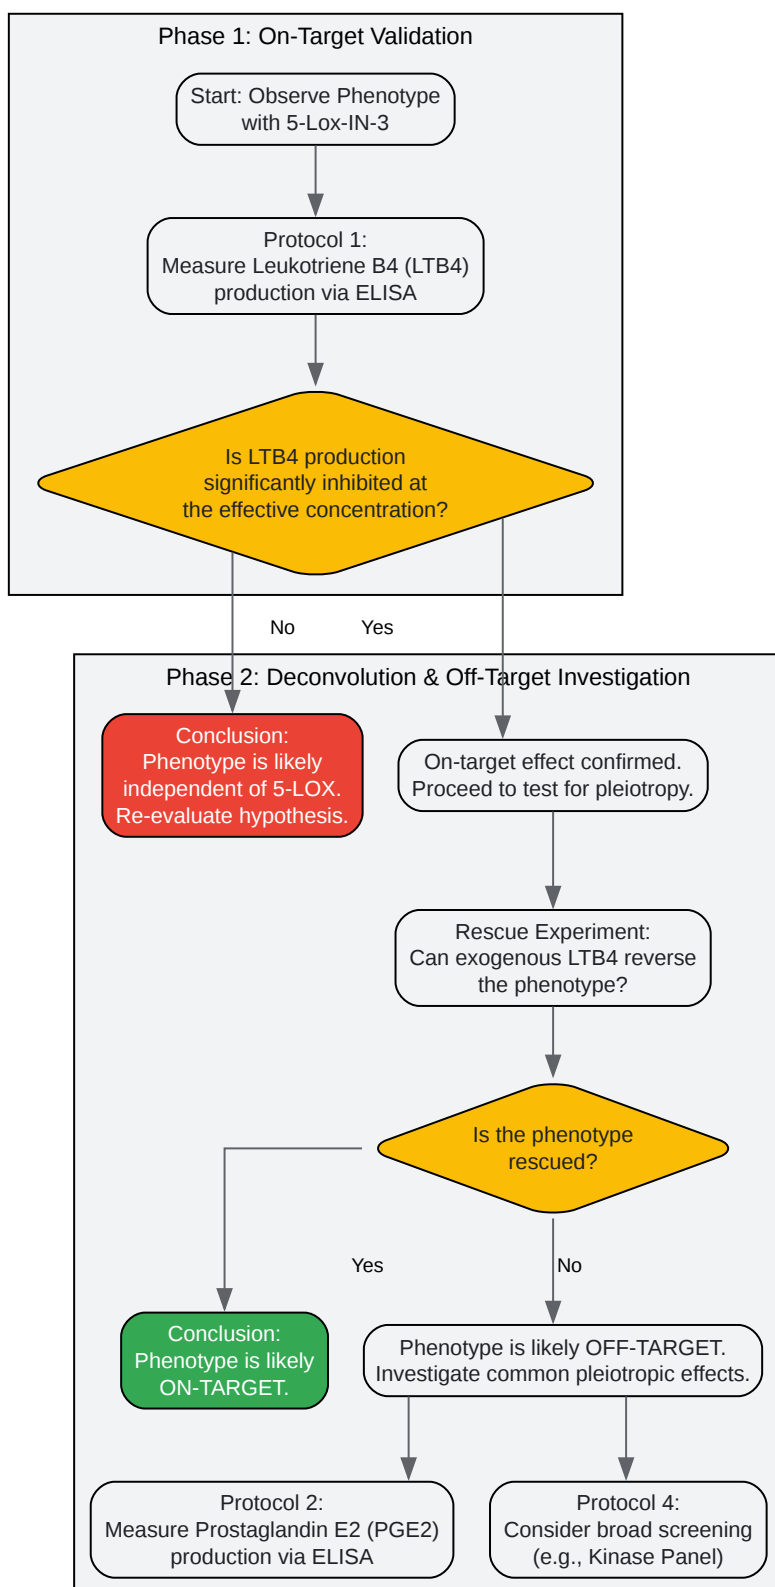 Phase 1: On-Target Validation
Start: Observe Phenotype
with 5-Lox-IN-3
Protocol 1:
Measure Leukotriene B4 (LTB4)
production via ELISA
Is LTB4 production
significantly inhibited at
the effective concentration?
No
Yes
Phase 2: Deconvolution & Off-Target Investigation
Conclusion:
Phenotype is likely
independent of 5-LOX.
Re-evaluate hypothesis.
On-target effect confirmed.
Proceed to test for pleiotropy.
Rescue Experiment:
Can exogenous LTB4 reverse
the phenotype?
Is the phenotype
rescued?
Yes
No
Conclusion:
Phenotype is likely
ON-TARGET.
Phenotype is likely OFF-TARGET.
Investigate common pleiotropic effects.
Protocol 2:
Measure Prostaglandin E2 (PGE2)
production via ELISA
Protocol 4:
Consider broad screening
(e.g., Kinase Panel)